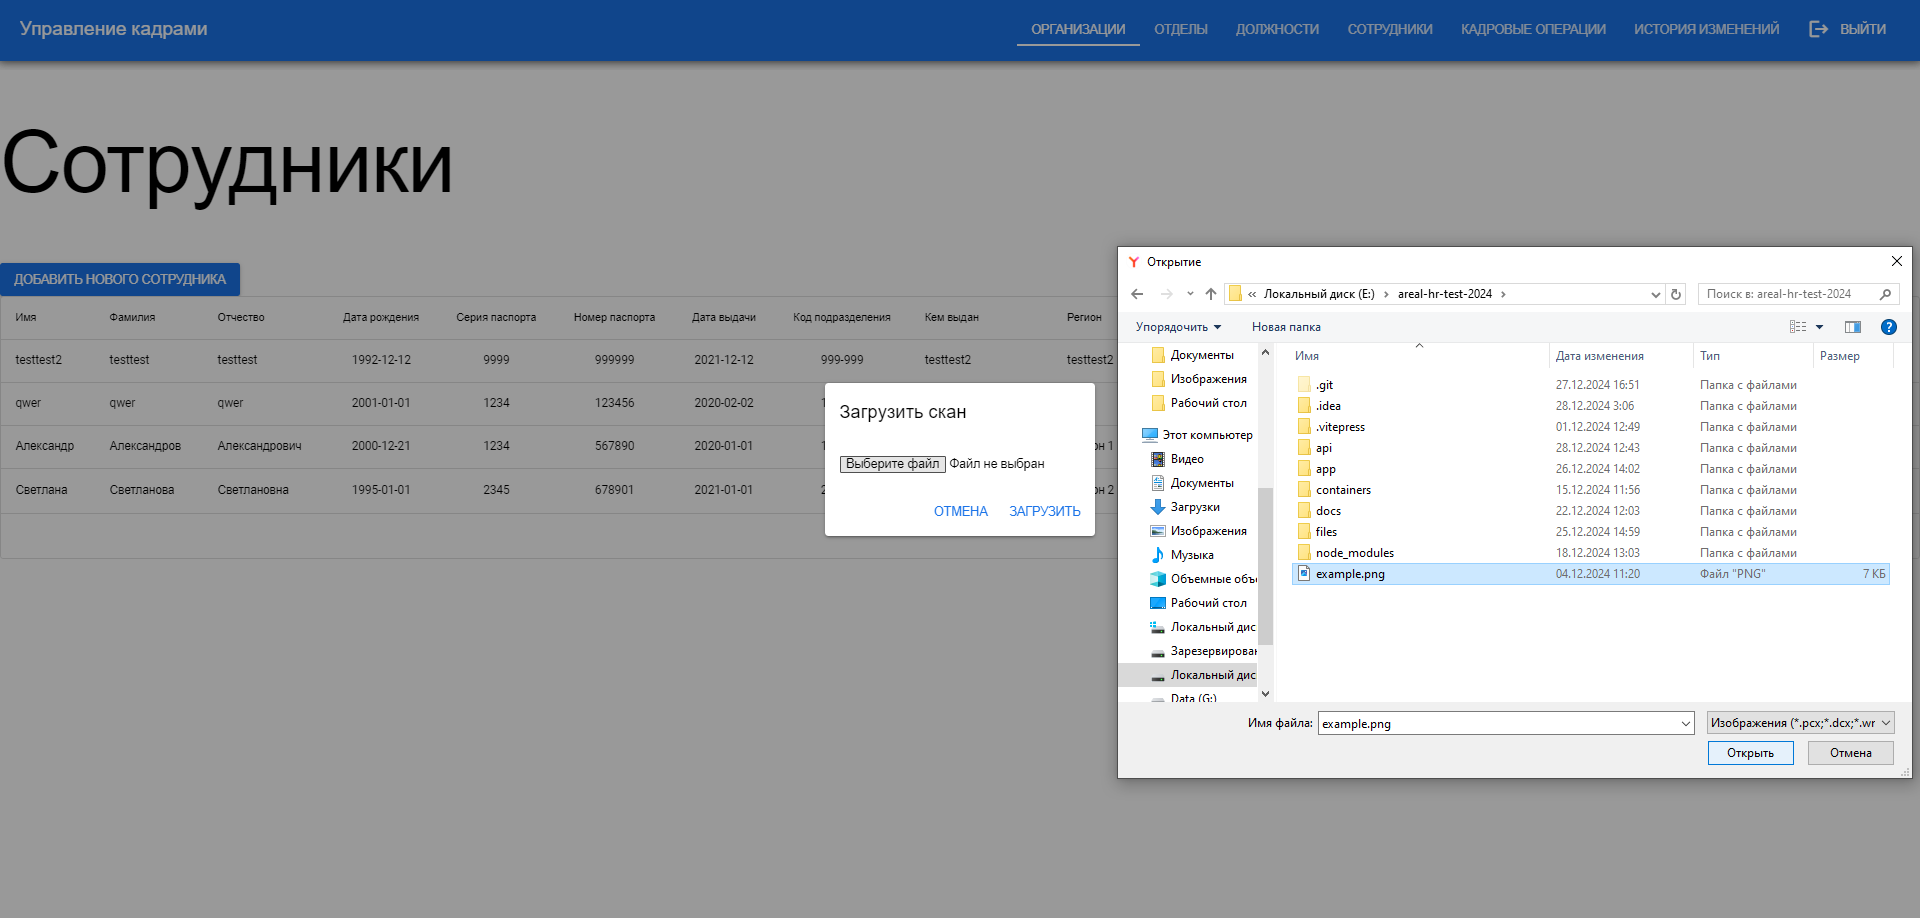 Управление кадрами
ОРГАНИЗАЦИИ ОТДЕЛЫ ДОЛЖНОСТИ СОТРУДНИКИ КАДРОВЫЕ ОПЕРАЦИИ ИСТОРИЯ ИЗМЕНЕНИЙ ВЫЙТИ
Сотрудники
ДОБАВИТЬ НОВОГО СОТРУДНИКА
Имя Фамилия Отчество Дата рождения Серия паспорта Номер паспорта Дата выдачи Код подразделения Кем выдан Регион
testtest2 testtest testtest 1992-12-12 9999 999999 2021-12-12 999-999 testtest2 testtest2
qwer qwer qwer 2001-01-01 1234 123456 2020-02-02 1
Александр Александров Александрович 2000-12-21 1234 567890 2020-01-01 1 он 1
Светлана Светланова Светлановна 1995-01-01 2345 678901 2021-01-01 2 он 2
Загрузить скан
Выберите файл Файл не выбран
ОТМЕНА ЗАГРУЗИТЬ
Открытие
« Локальный диск (E:) › areal-hr-test-2024 ›
Поиск в: areal-hr-test-2024
Упорядочить Новая папка
?
Документы
Изображения
Рабочий стол
Этот компьютер
Видео
Документы
Загрузки
Изображения
Музыка
Объемные объ
Рабочий стол
Локальный дис
Зарезервирован
Локальный дис
Data (G:)
Имя Дата изменения Тип Размер
.git 27.12.2024 16:51 Папка с файлами
.idea 28.12.2024 3:06 Папка с файлами
.vitepress 01.12.2024 12:49 Папка с файлами
api 28.12.2024 12:43 Папка с файлами
app 26.12.2024 14:02 Папка с файлами
containers 15.12.2024 11:56 Папка с файлами
docs 22.12.2024 12:03 Папка с файлами
files 25.12.2024 14:59 Папка с файлами
node_modules 18.12.2024 13:03 Папка с файлами
example.png 04.12.2024 11:20 Файл "PNG" 7 КБ
Имя файла: example.png
Изображения (*.pcx;*.dcx;*.wr
Открыть Отмена